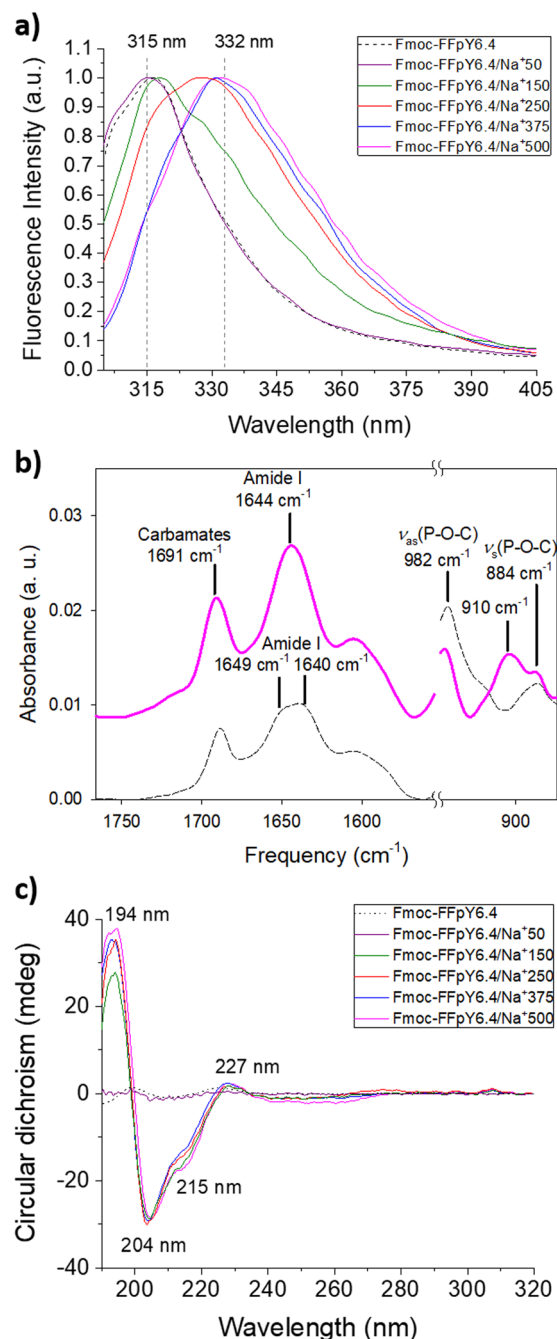 a)
315 nm 332 nm
Fmoc-FFpY6.4
Fmoc-FFpY6.4/Na⁺50
Fmoc-FFpY6.4/Na⁺150
Fmoc-FFpY6.4/Na⁺250
Fmoc-FFpY6.4/Na⁺375
Fmoc-FFpY6.4/Na⁺500
1.0
0.9
0.8
0.7
0.6
0.5
0.4
0.3
0.2
0.1
0.0
Fluorescence Intensity (a.u.)
315 330 345 360 375 390 405
Wavelength (nm)
b)
Amide I
1644 cm⁻¹
Carbamates
1691 cm⁻¹
νas(P-O-C)
982 cm⁻¹
νs(P-O-C)
884 cm⁻¹
910 cm⁻¹
Amide I
1649 cm⁻¹ 1640 cm⁻¹
0.03
0.02
0.01
0.00
Absorbance (a. u.)
1750 1700 1650 1600 900
Frequency (cm⁻¹)
c)
194 nm
Fmoc-FFpY6.4
Fmoc-FFpY6.4/Na⁺50
Fmoc-FFpY6.4/Na⁺150
Fmoc-FFpY6.4/Na⁺250
Fmoc-FFpY6.4/Na⁺375
Fmoc-FFpY6.4/Na⁺500
227 nm
215 nm
204 nm
40
20
0
-20
-40
Circular dichroism (mdeg)
200 220 240 260 280 300 320
Wavelength (nm)